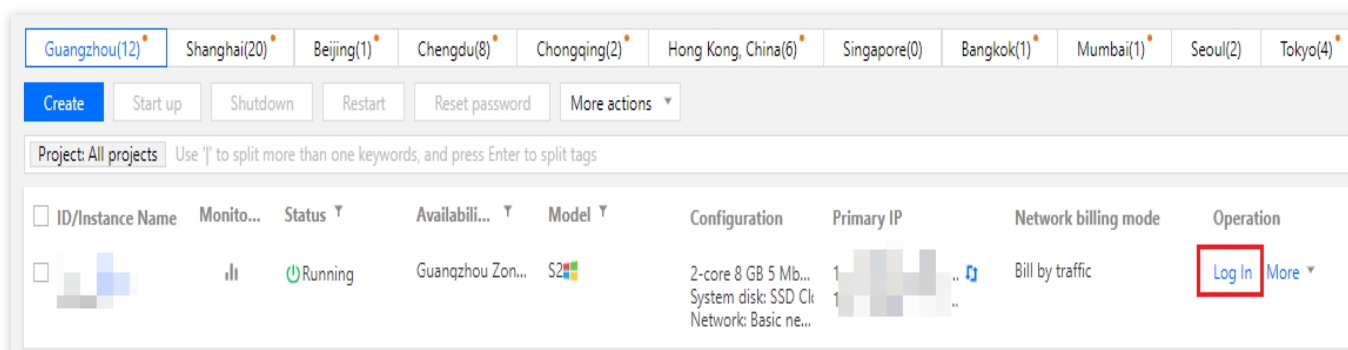 Guangzhou(12) Shanghai(20) Beijing(1) Chengdu(8) Chongqing(2) Hong Kong, China(6) Singapore(0) Bangkok(1) Mumbai(1) Seoul(2) Tokyo(4)
Create Start up Shutdown Restart Reset password More actions
Project: All projects Use '|' to split more than one keywords, and press Enter to split tags
ID/Instance Name Monito... Status Availabili... Model Configuration Primary IP Network billing mode Operation
Running Guangzhou Zon... S2 2-core 8 GB 5 Mb... 1 ... Bill by traffic Log In More
System disk: SSD Clo 1 ...
Network: Basic ne...